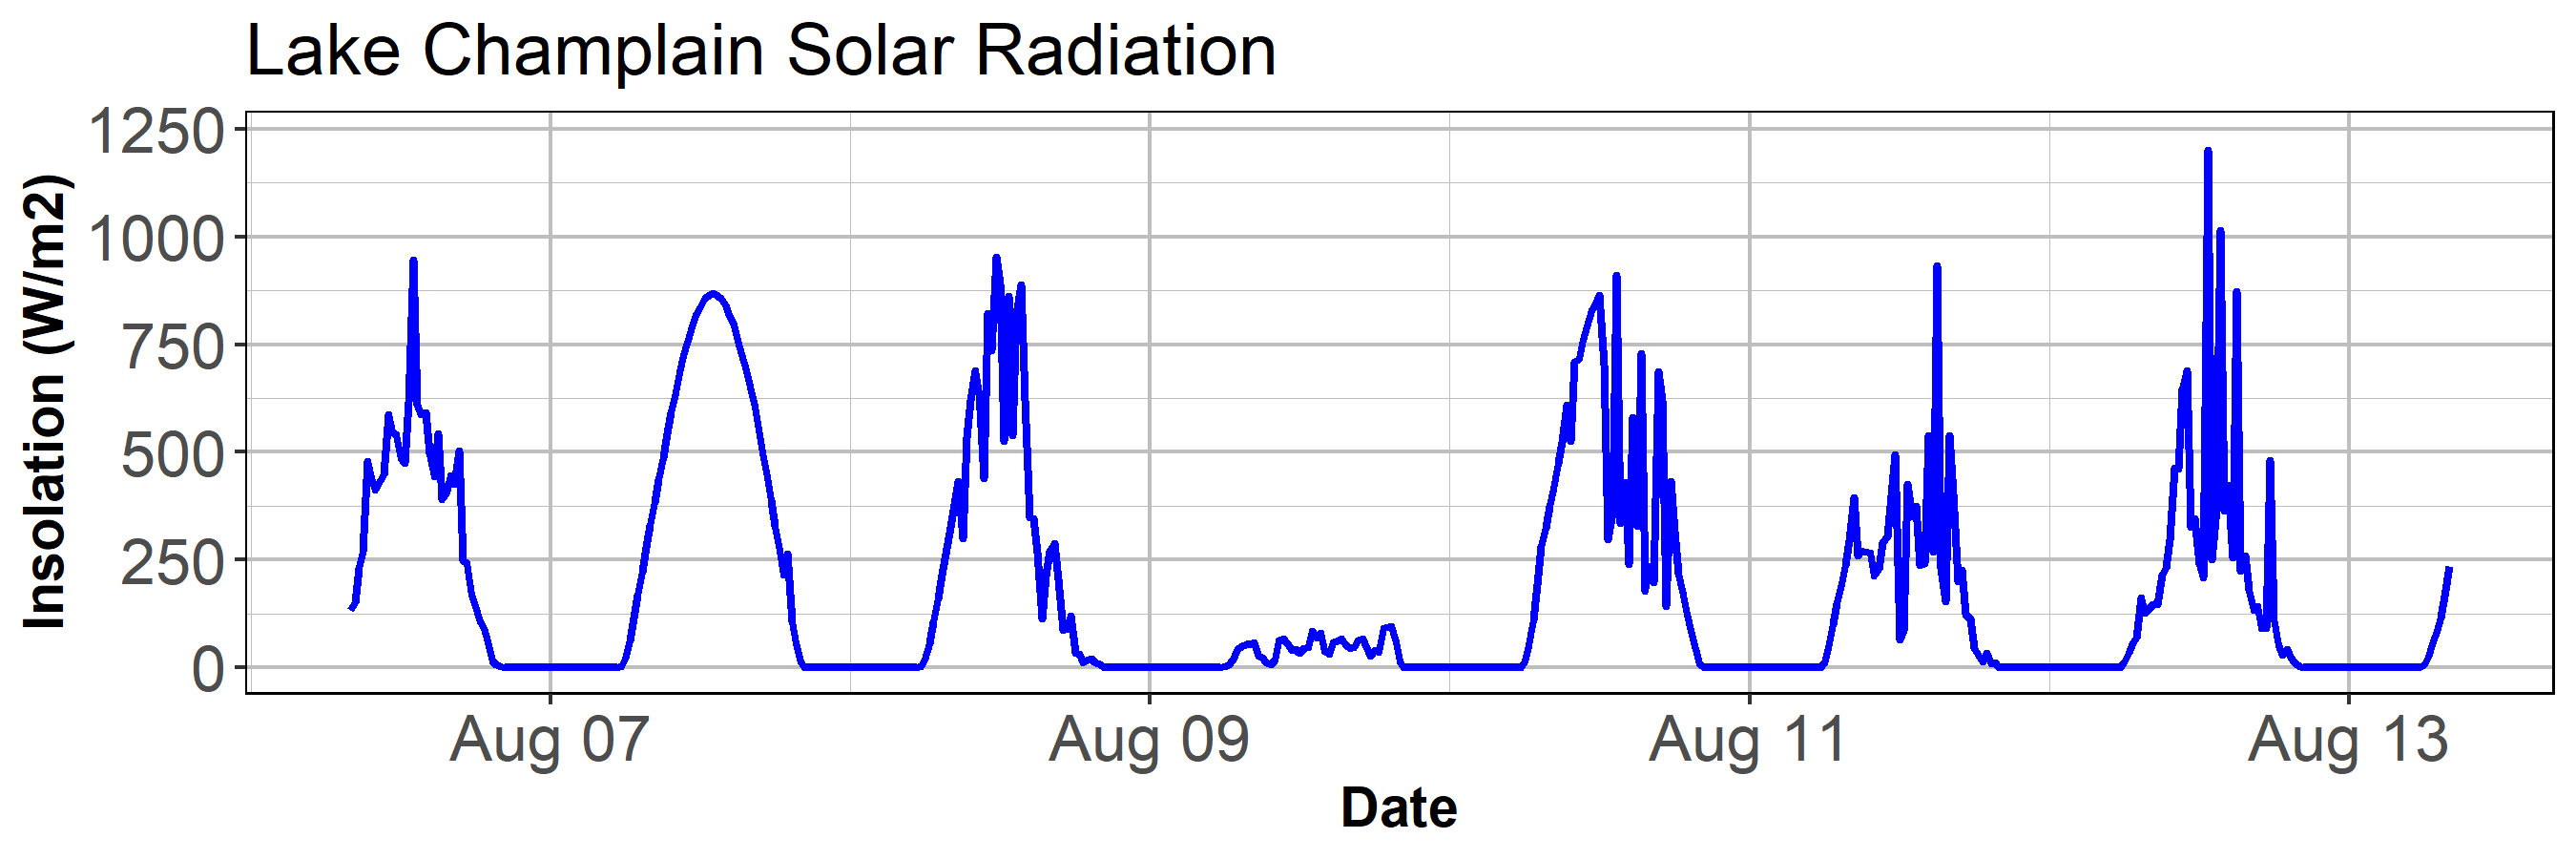 Lake Champlain Solar Radiation
1250
1000
750
500
250
0
Insolation (W/m2)
Aug 07 Aug 09 Aug 11 Aug 13
Date